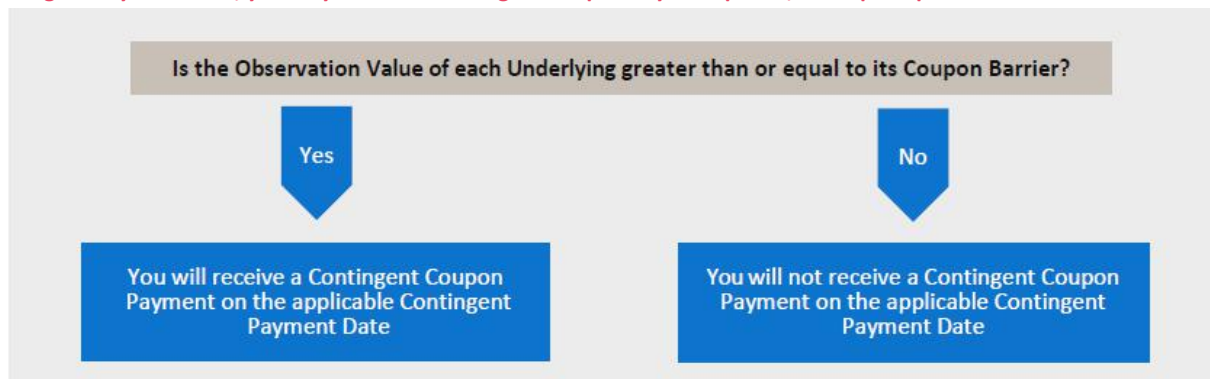 Is the Observation Value of each Underlying greater than or equal to its Coupon Barrier?
Yes
No
You will receive a Contingent Coupon
Payment on the applicable Contingent
Payment Date
You will not receive a Contingent Coupon
Payment on the applicable Contingent
Payment Date